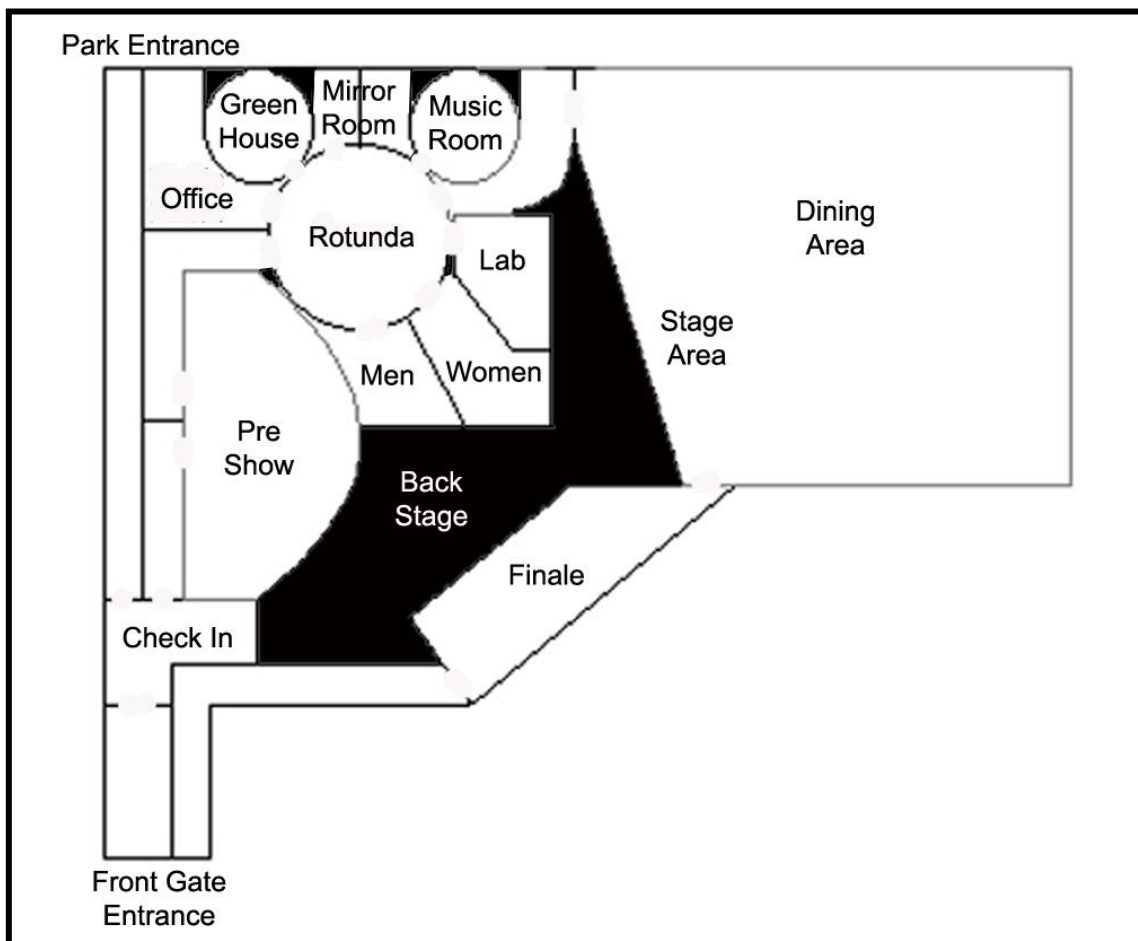 Park Entrance
Green
House
Mirror
Room
Music
Room
Office
Rotunda
Lab
Dining
Area
Stage
Area
Men
Women
Pre
Show
Back
Stage
Finale
Check In
Front Gate
Entrance